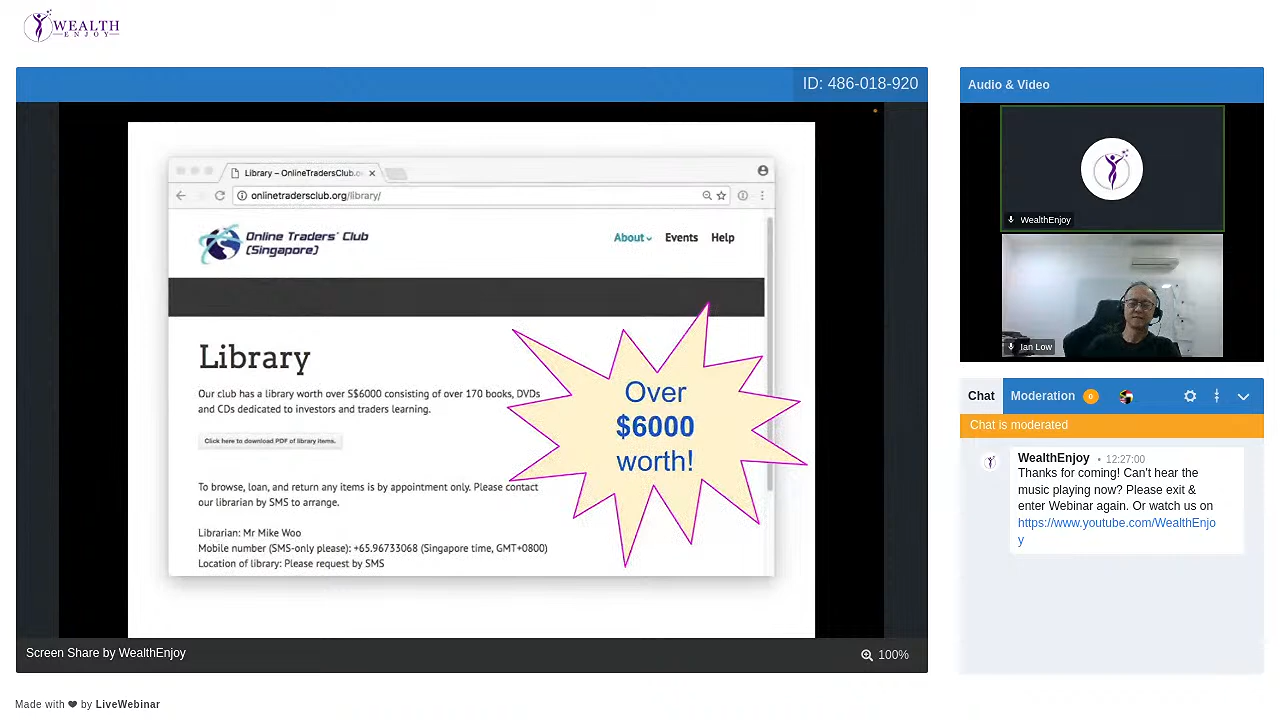 WEALTH
ENJOY
ID: 486-018-920
Library – OnlineTradersClub.o
onlinetradersclub.org/library/
Online Traders' Club
(Singapore)
About
Events
Help
Library
Our club has a library worth over S$6000 consisting of over 170 books, DVDs
and CDs dedicated to investors and traders learning.
Click here to download PDF of library items.
To browse, loan, and return any items is by appointment only. Please contact
our librarian by SMS to arrange.
Librarian: Mr Mike Woo
Mobile number (SMS-only please): +65.96733068 (Singapore time, GMT+0800)
Location of library: Please request by SMS
Over
$6000
worth!
Screen Share by WealthEnjoy
100%
Audio & Video
WealthEnjoy
Ian Low
Chat
Moderation
0
Chat is moderated
WealthEnjoy • 12:27:00
Thanks for coming! Can't hear the
music playing now? Please exit &
enter Webinar again. Or watch us on
https://www.youtube.com/WealthEnjo
y
Made with ❤ by LiveWebinar